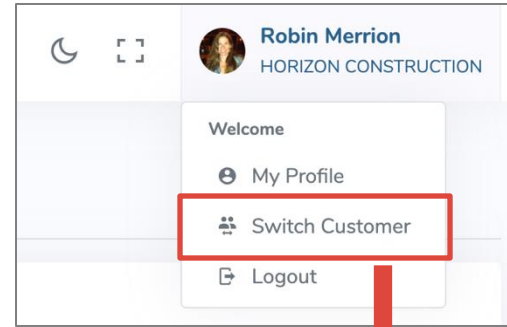 Robin Merrion
HORIZON CONSTRUCTION
Welcome
My Profile
Switch Customer
Logout